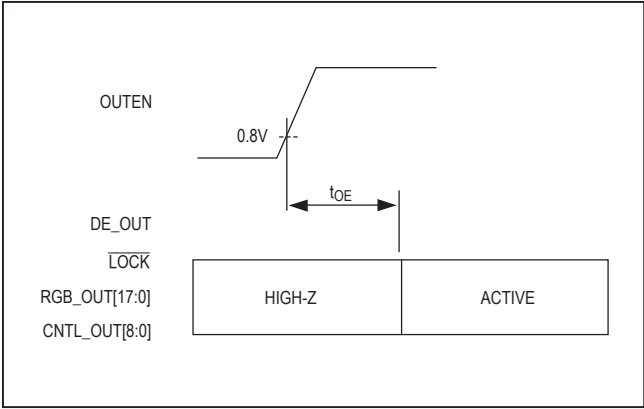 OUTEN
0.8V
tOE
DE_OUT
LOCK
RGB_OUT[17:0]
CNTL_OUT[8:0]
HIGH-Z
ACTIVE